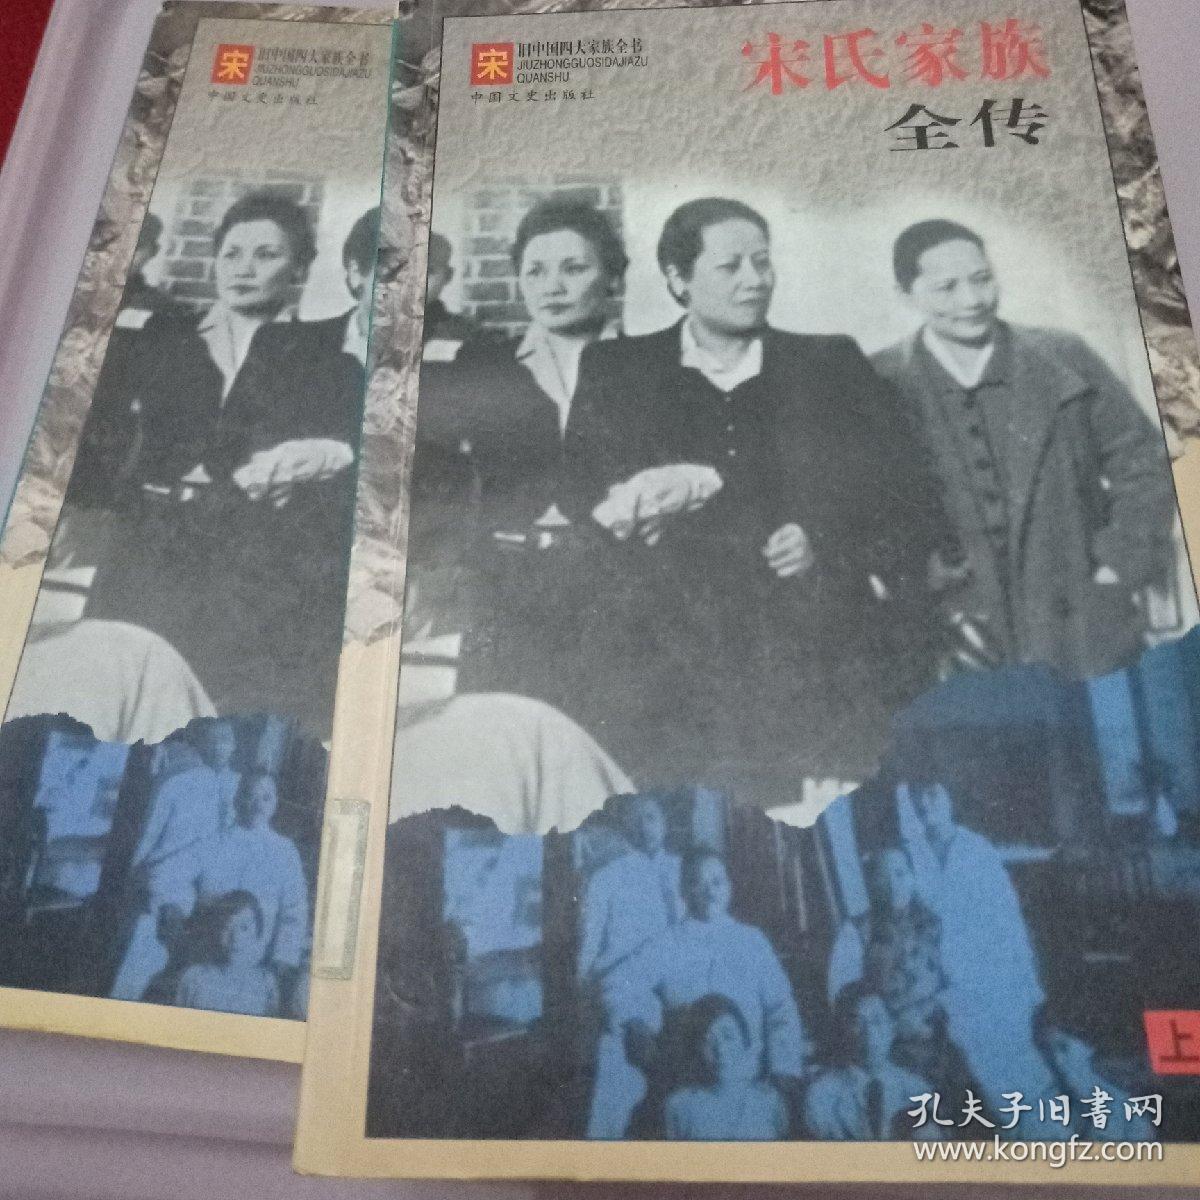 宋
旧中国四大家族全书
JIUZHONGGUOSIDAJIAZU
QUANSHU
中国文史出版社
宋
旧中国四大家族全书
JIUZHONGGUOSIDAJIAZU
QUANSHU
中国文史出版社
宋氏家族
全传
上
孔夫子旧書网
www.kongfz.com